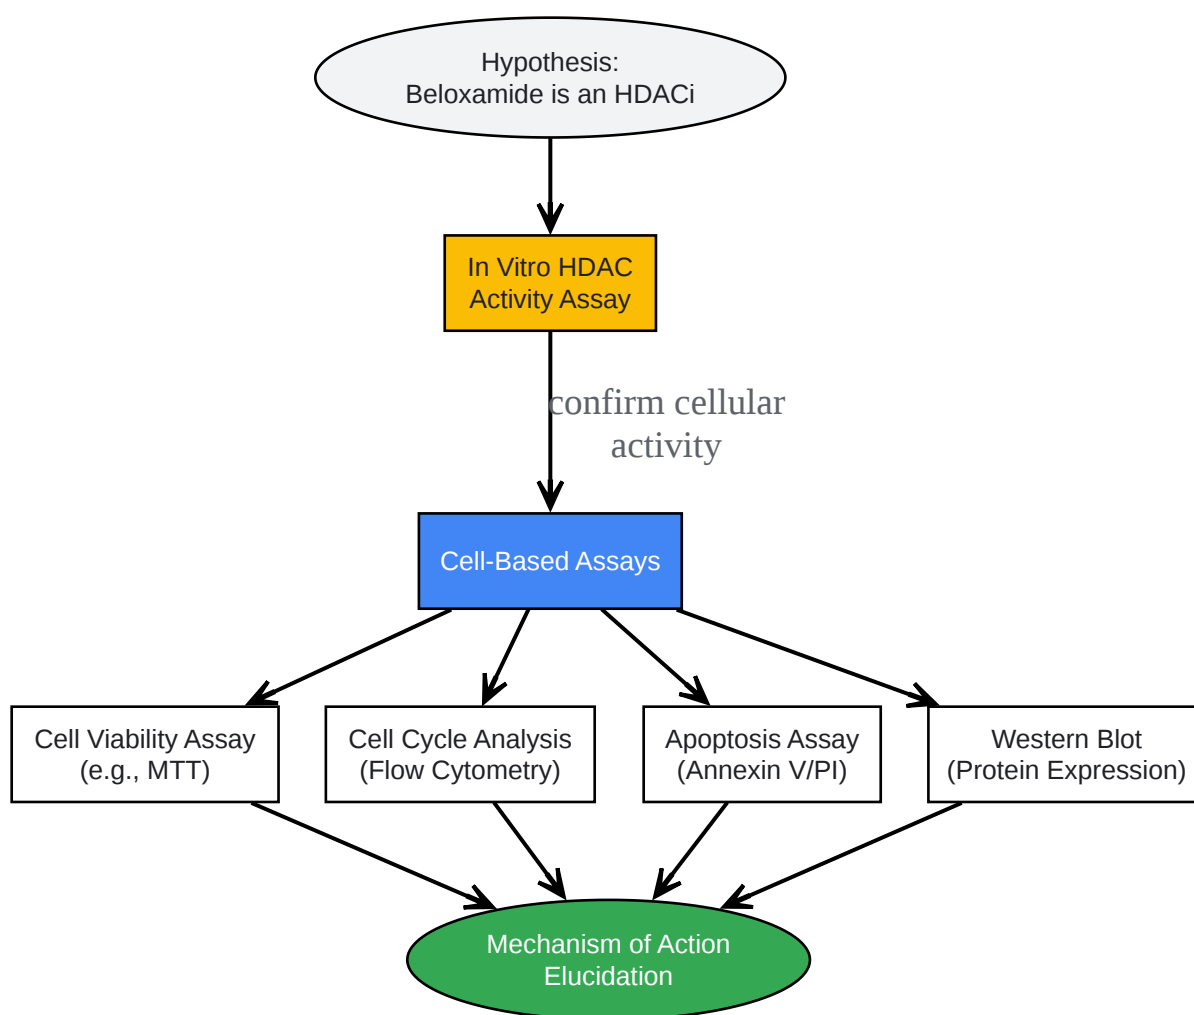 Hypothesis:
Beloxamide is an HDACi
In Vitro HDAC
Activity Assay
confirm cellular
activity
Cell-Based Assays
Cell Viability Assay
(e.g., MTT)
Cell Cycle Analysis
(Flow Cytometry)
Apoptosis Assay
(Annexin V/PI)
Western Blot
(Protein Expression)
Mechanism of Action
Elucidation